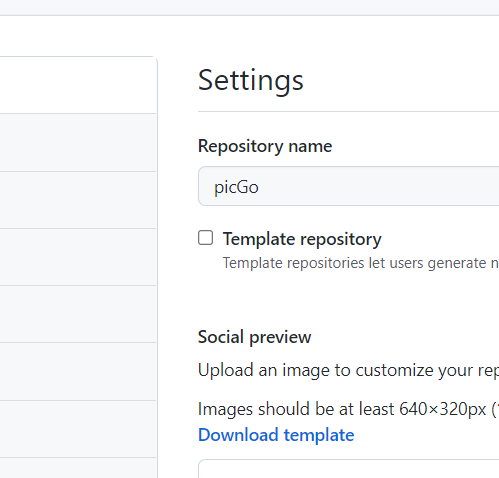 Settings
Repository name
picGo
Template repository
Template repositories let users generate n
Social preview
Upload an image to customize your rep
Images should be at least 640×320px (
Download template